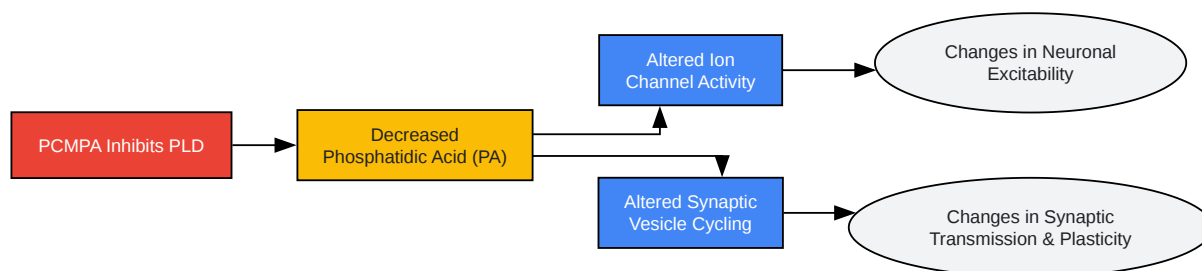 PCMPA Inhibits PLD
Decreased
Phosphatidic Acid (PA)
Altered Ion
Channel Activity
Changes in Neuronal
Excitability
Altered Synaptic
Vesicle Cycling
Changes in Synaptic
Transmission & Plasticity